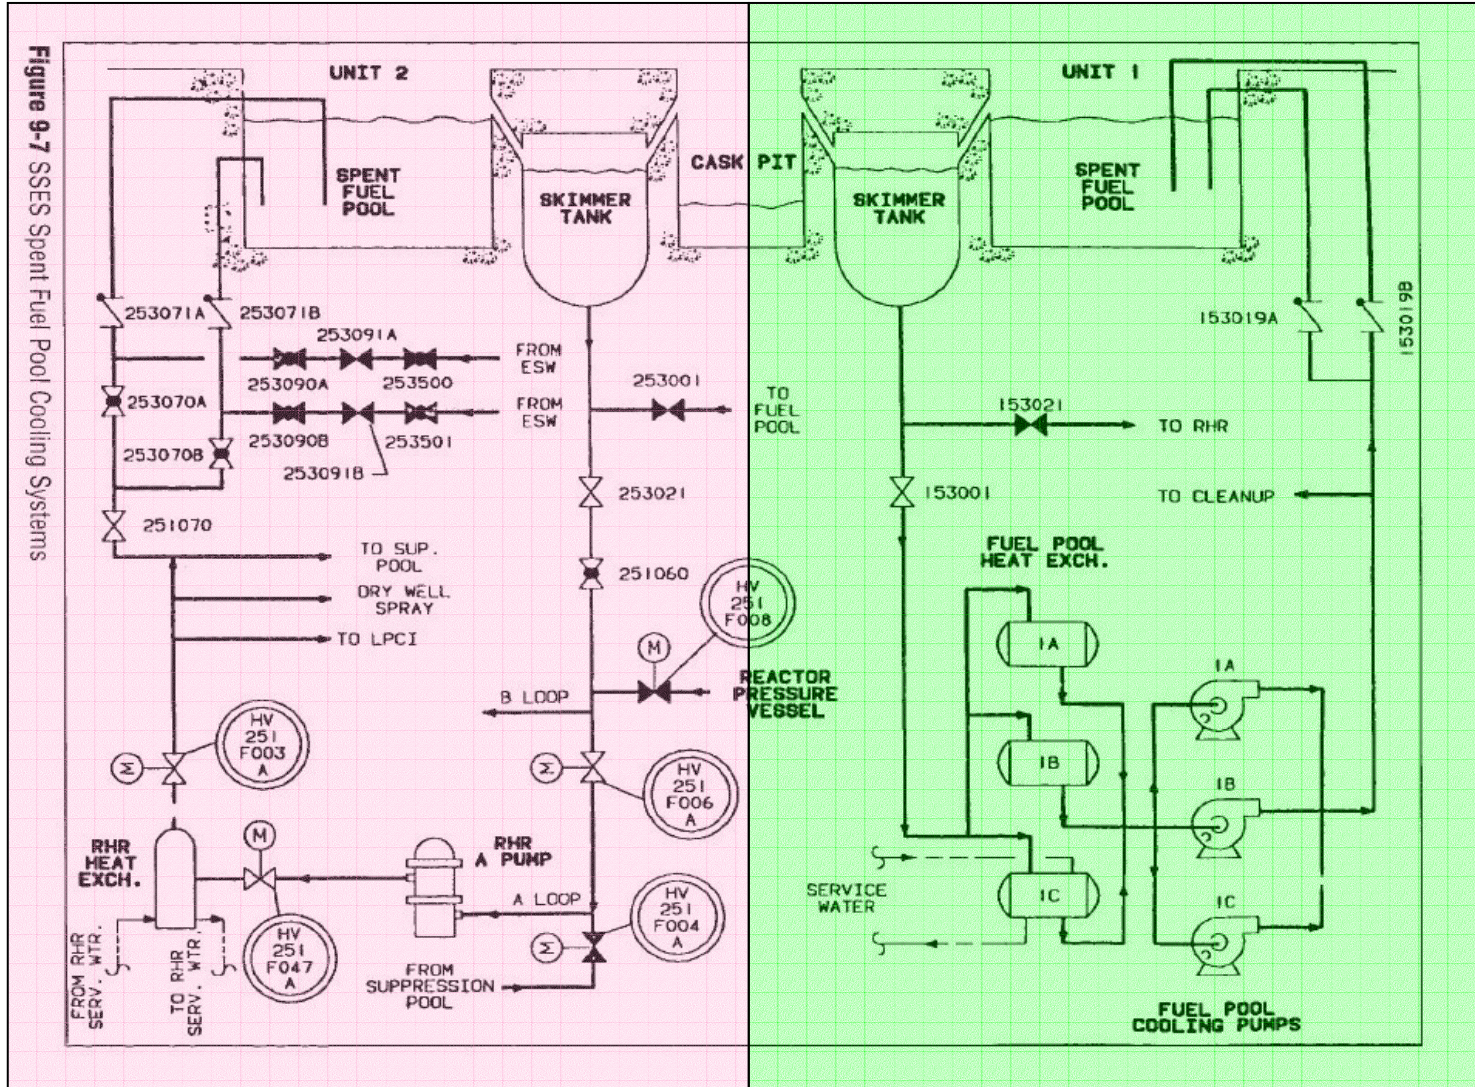 Figure 9-7 SSES Spent Fuel Pool Cooling Systems
UNIT 2
UNIT 1
SPENT
FUEL
POOL
SKIMMER
TANK
CASK PIT
SKIMMER
TANK
SPENT
FUEL
POOL
253071A
253071B
253091A
FROM
ESW
253090A
253500
253001
253070A
FROM
ESW
TO
FUEL
POOL
253090B
253501
253070B
253091B
253021
251070
TO SUP.
POOL
251060
DRY WELL
SPRAY
TO LPCI
HV
251
F008
M
REACTOR
PRESSURE
VESSEL
B LOOP
HV
251
F003
A
M
M
HV
251
F006
A
RHR
HEAT
EXCH.
M
RHR
A PUMP
A LOOP
HV
251
F004
A
M
HV
251
F047
A
FROM RHR
SERV. WTR.
TO RHR
SERV. WTR.
FROM
SUPPRESSION
POOL
153019A
153019B
153021
TO RHR
153001
TO CLEANUP
FUEL POOL
HEAT EXCH.
1A
1B
1C
SERVICE
WATER
1A
1B
1C
FUEL POOL
COOLING PUMPS